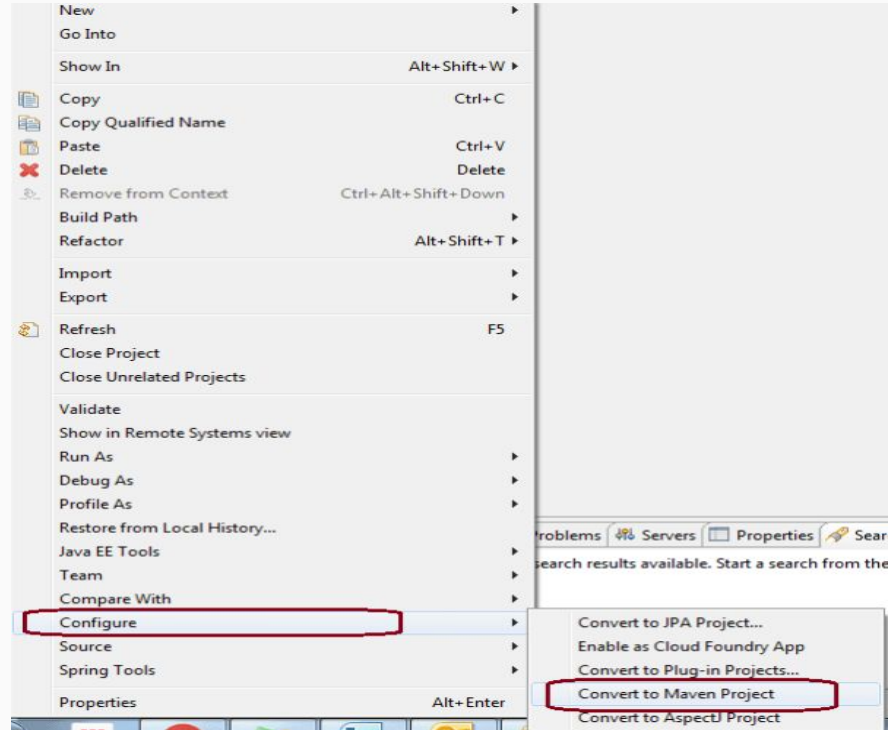 New
Go Into
Show In Alt+Shift+W
Copy Ctrl+C
Copy Qualified Name
Paste Ctrl+V
Delete Delete
Remove from Context Ctrl+Alt+Shift+Down
Build Path
Refactor Alt+Shift+T
Import
Export
Refresh F5
Close Project
Close Unrelated Projects
Validate
Show in Remote Systems view
Run As
Debug As
Profile As
Restore from Local History...
Java EE Tools
Team
Compare With
Configure
Source
Spring Tools
Properties Alt+Enter
roblems Servers Properties Sear
search results available. Start a search from the
Convert to JPA Project...
Enable as Cloud Foundry App
Convert to Plug-in Projects...
Convert to Maven Project
Convert to AspectJ Project